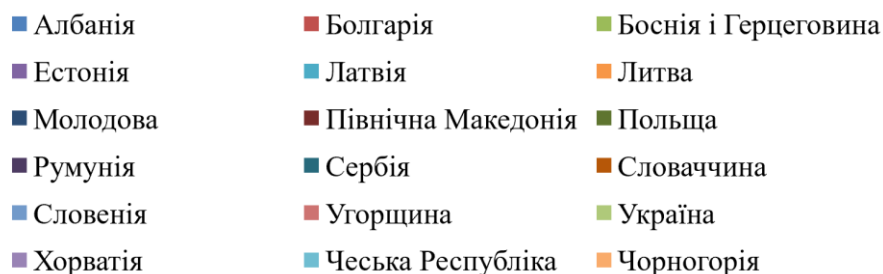 Албанія Болгарія Боснія і Герцеговина
Естонія Латвія Литва
Молодова Північна Македонія Польща
Румунія Сербія Словаччина
Словенія Угорщина Україна
Хорватія Чеська Республіка Чорногорія